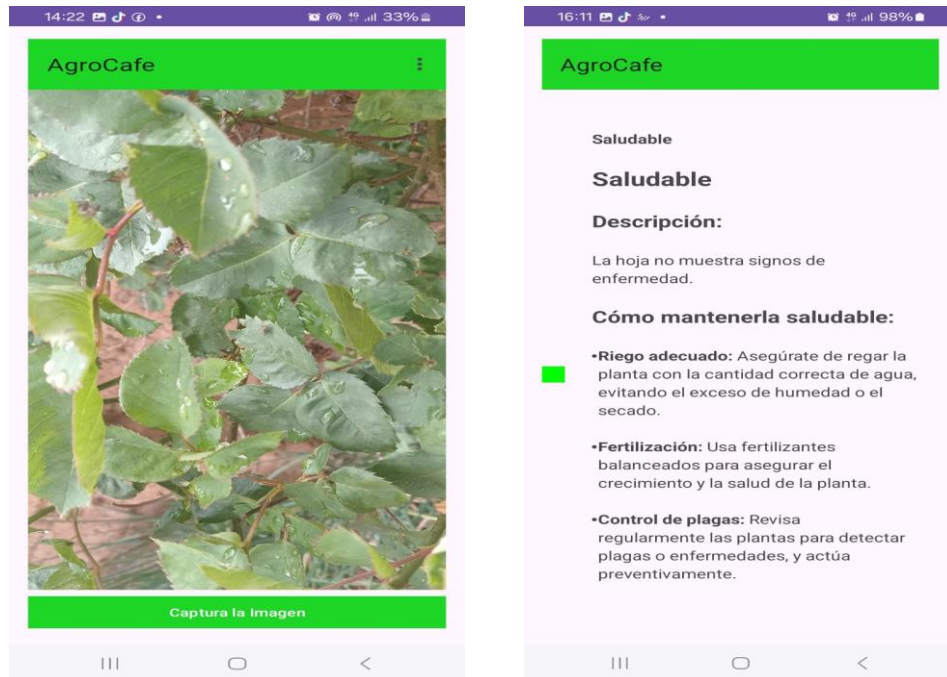 14:22
33%
AgroCafe
Captura la Imagen
16:11
98%
AgroCafe
Saludable
Saludable
Descripción:
La hoja no muestra signos de
enfermedad.
Cómo mantenerla saludable:
•Riego adecuado: Asegúrate de regar la
planta con la cantidad correcta de agua,
evitando el exceso de humedad o el
secado.
•Fertilización: Usa fertilizantes
balanceados para asegurar el
crecimiento y la salud de la planta.
•Control de plagas: Revisa
regularmente las plantas para detectar
plagas o enfermedades, y actúa
preventivamente.